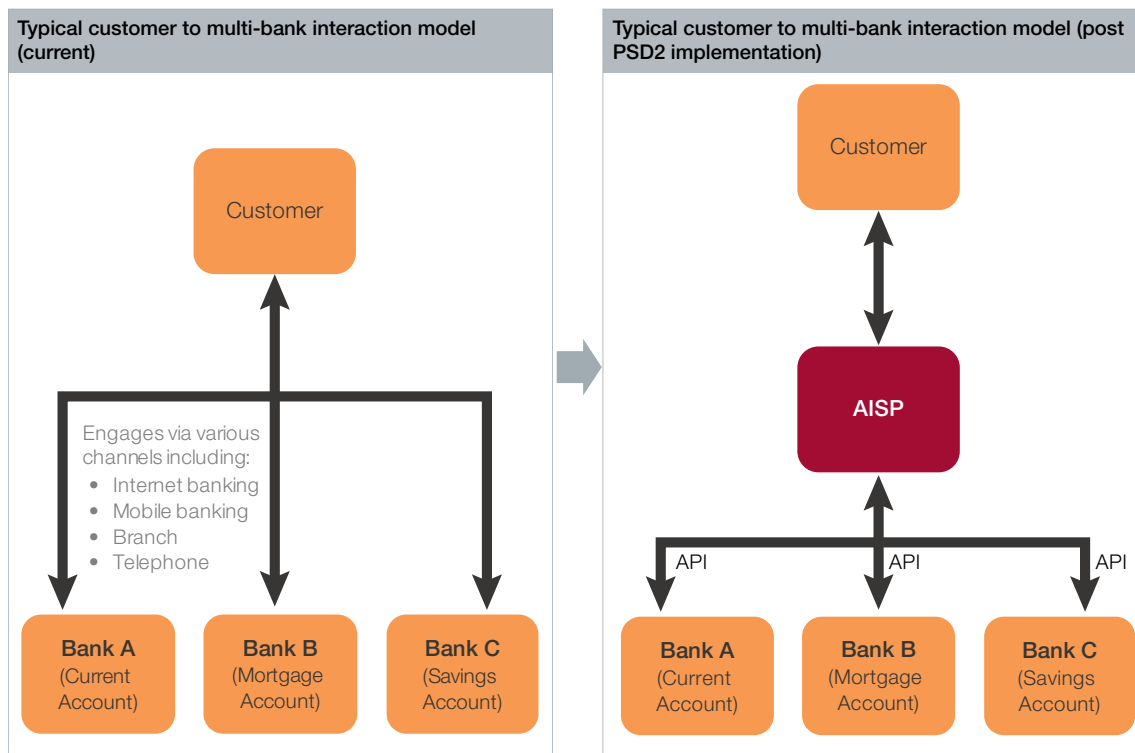 Typical customer to multi-bank interaction model
(current)
Customer
Engages via various
channels including:
• Internet banking
• Mobile banking
• Branch
• Telephone
Bank A
(Current
Account)
Bank B
(Mortgage
Account)
Bank C
(Savings
Account)
Typical customer to multi-bank interaction model (post
PSD2 implementation)
Customer
AISP
API
API
API
Bank A
(Current
Account)
Bank B
(Mortgage
Account)
Bank C
(Savings
Account)